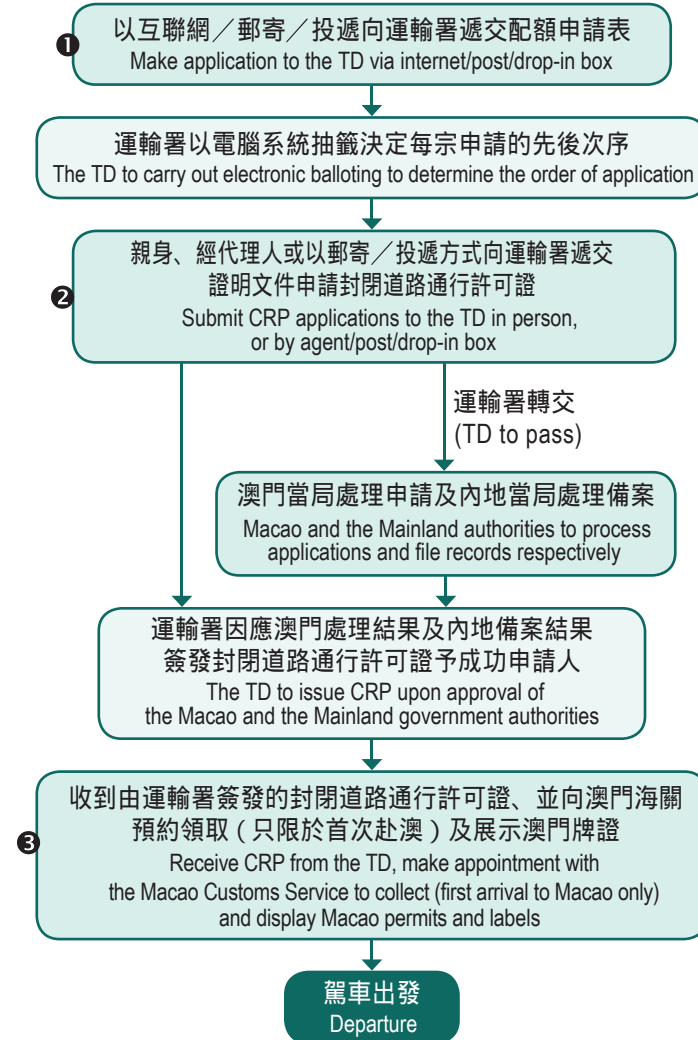 ❶
以互聯網／郵寄／投遞向運輸署遞交配額申請表
Make application to the TD via internet/post/drop-in box
運輸署以電腦系統抽籤決定每宗申請的先後次序
The TD to carry out electronic balloting to determine the order of application
❷
親身、經代理人或以郵寄／投遞方式向運輸署遞交
證明文件申請封閉道路通行許可證
Submit CRP applications to the TD in person,
or by agent/post/drop-in box
運輸署轉交
(TD to pass)
澳門當局處理申請及內地當局處理備案
Macao and the Mainland authorities to process
applications and file records respectively
運輸署因應澳門處理結果及內地備案結果
簽發封閉道路通行許可證予成功申請人
The TD to issue CRP upon approval of
the Macao and the Mainland government authorities
❸
收到由運輸署簽發的封閉道路通行許可證、並向澳門海關
預約領取（只限於首次赴澳）及展示澳門牌證
Receive CRP from the TD, make appointment with
the Macao Customs Service to collect (first arrival to Macao only)
and display Macao permits and labels
駕車出發
Departure